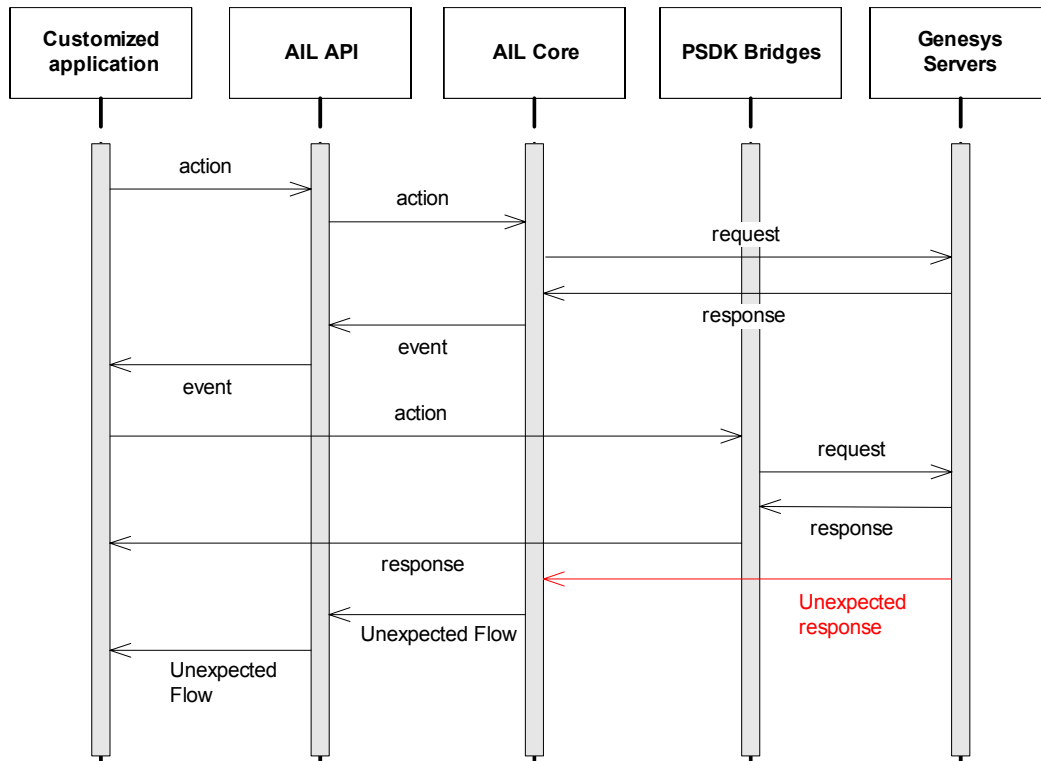 Customized
application
AIL API
AIL Core
PSDK Bridges
Genesys
Servers
action
action
request
response
event
event
action
request
response
response
Unexpected
response
Unexpected Flow
Unexpected
Flow